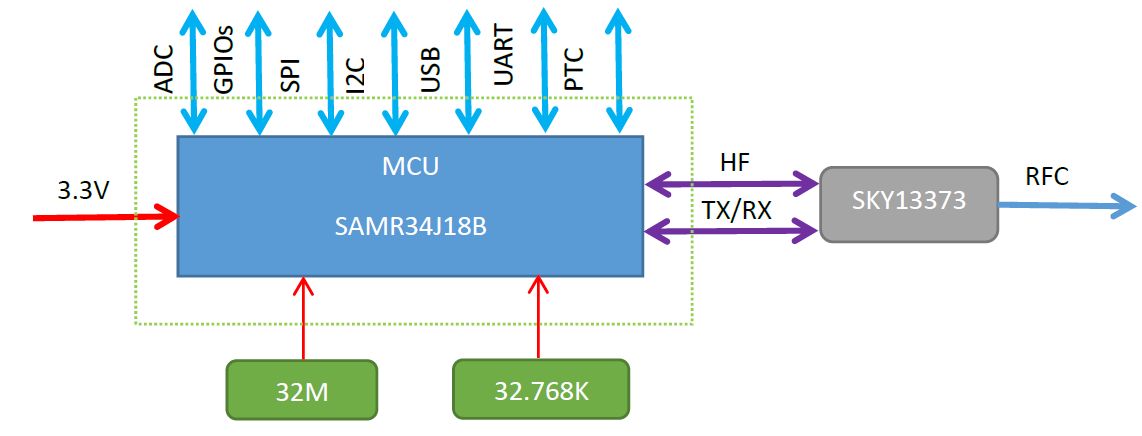 ADC
GPIOs
SPI
I2C
USB
UART
PTC
MCU
SAMR34J18B
3.3V
HF
TX/RX
SKY13373
RFC
32M
32.768K